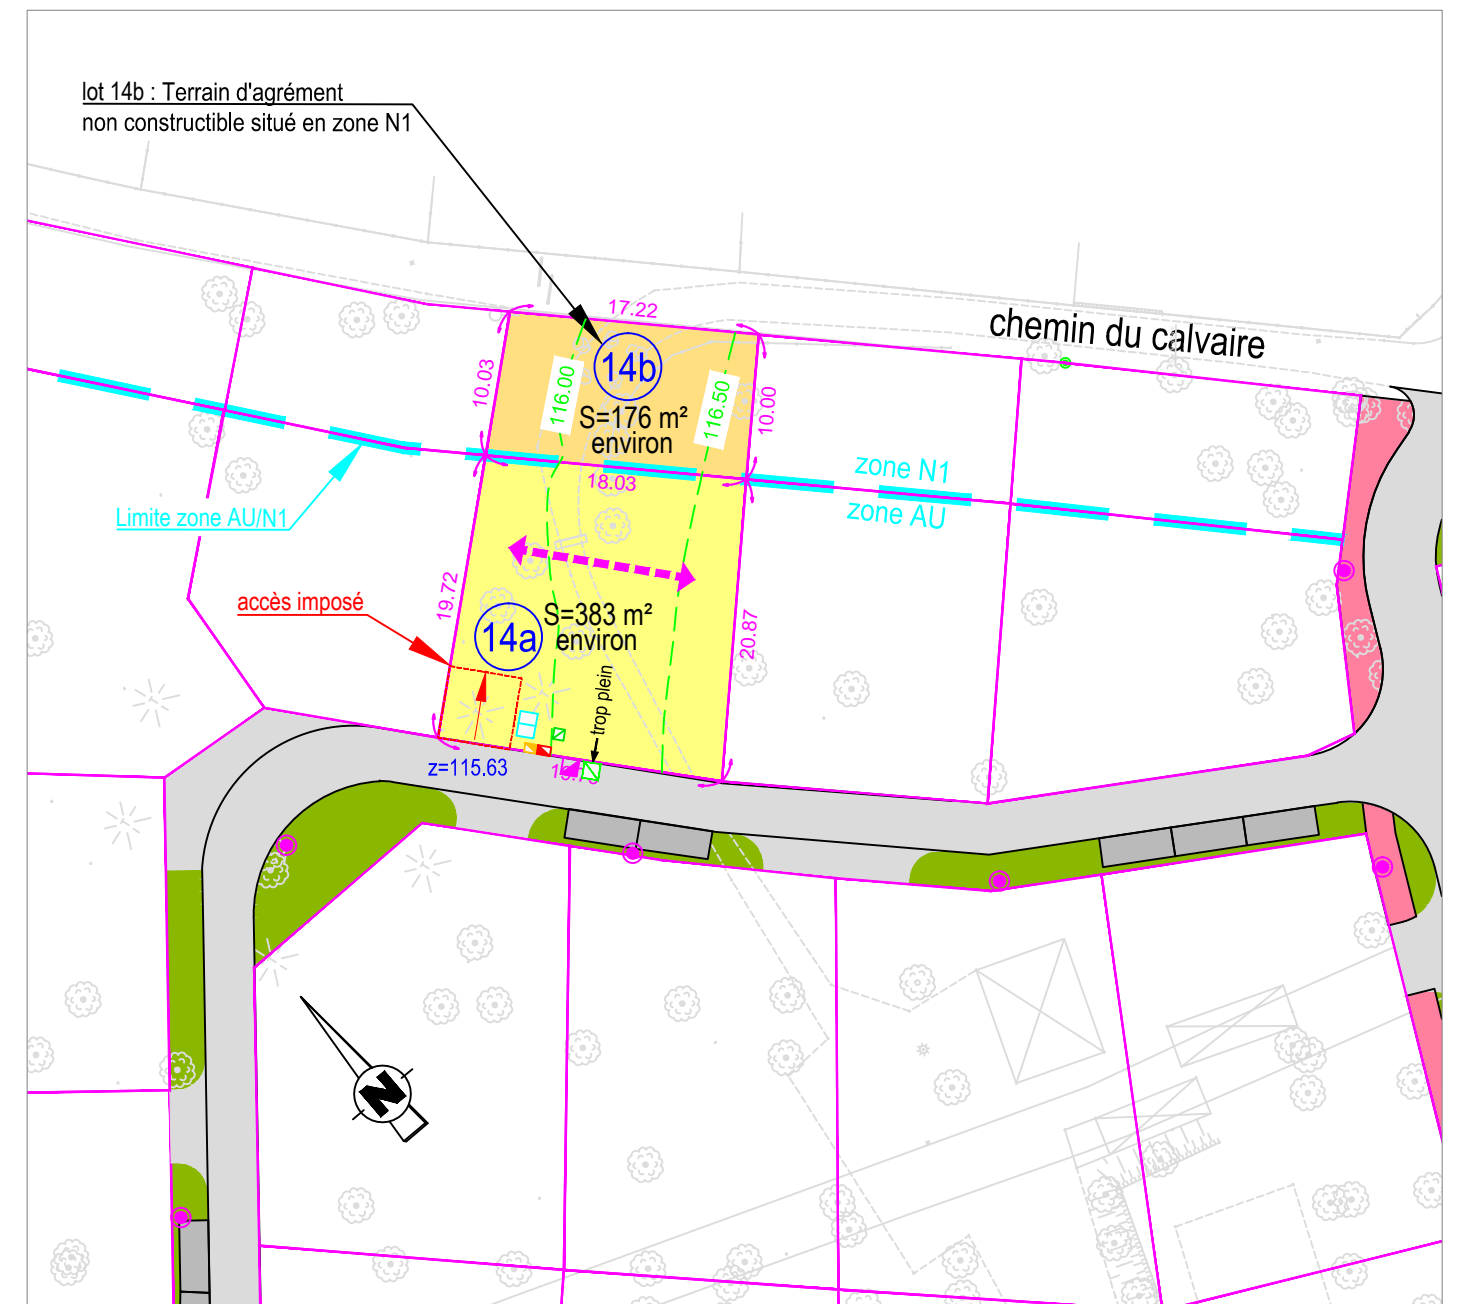 lot 14b : Terrain d'agrément
non constructible situé en zone N1
17.22
chemin du calvaire
14b
10.03
116.00
116.50
10.00
S=176 m²
environ
zone N1
18.03
zone AU
Limite zone AU/N1
19.72
accès imposé
14a
S=383 m²
environ
20.87
trop plein
z=115.63
N